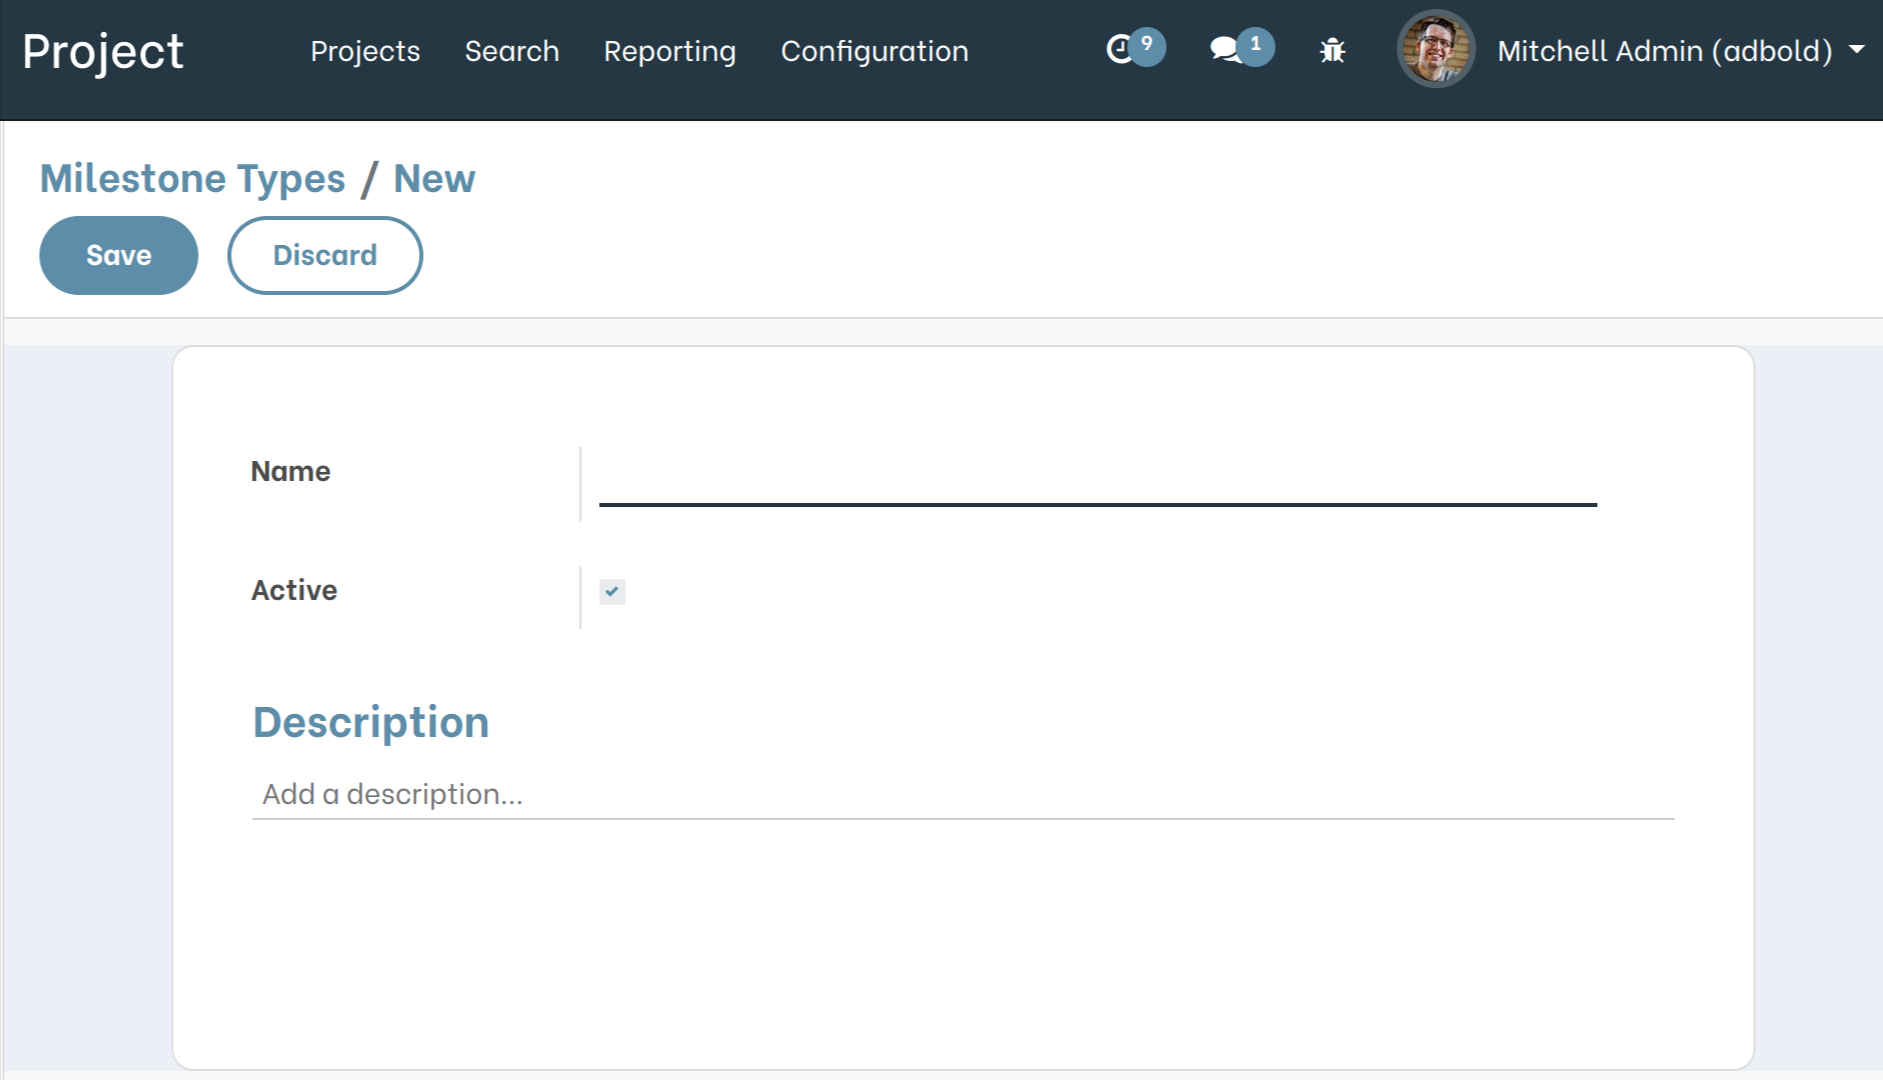 Project Projects Search Reporting Configuration 9 1 Mitchell Admin (adbold)
Milestone Types / New
Save Discard
Name
Active
Description
Add a description...